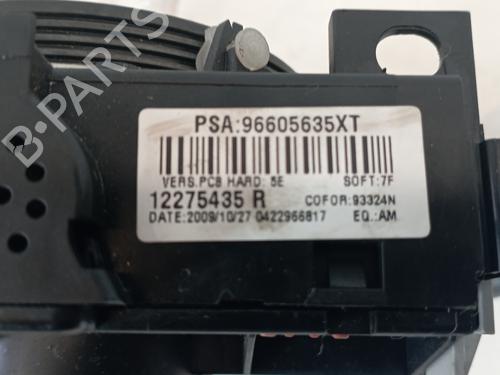 PSA:96605635XT
VERS.PCB HARD: 5E SOFT:7F
12275435 R COFOR:93324N
DATE:2009/10/27 0422966817 EQ.:AM
B-PARTS